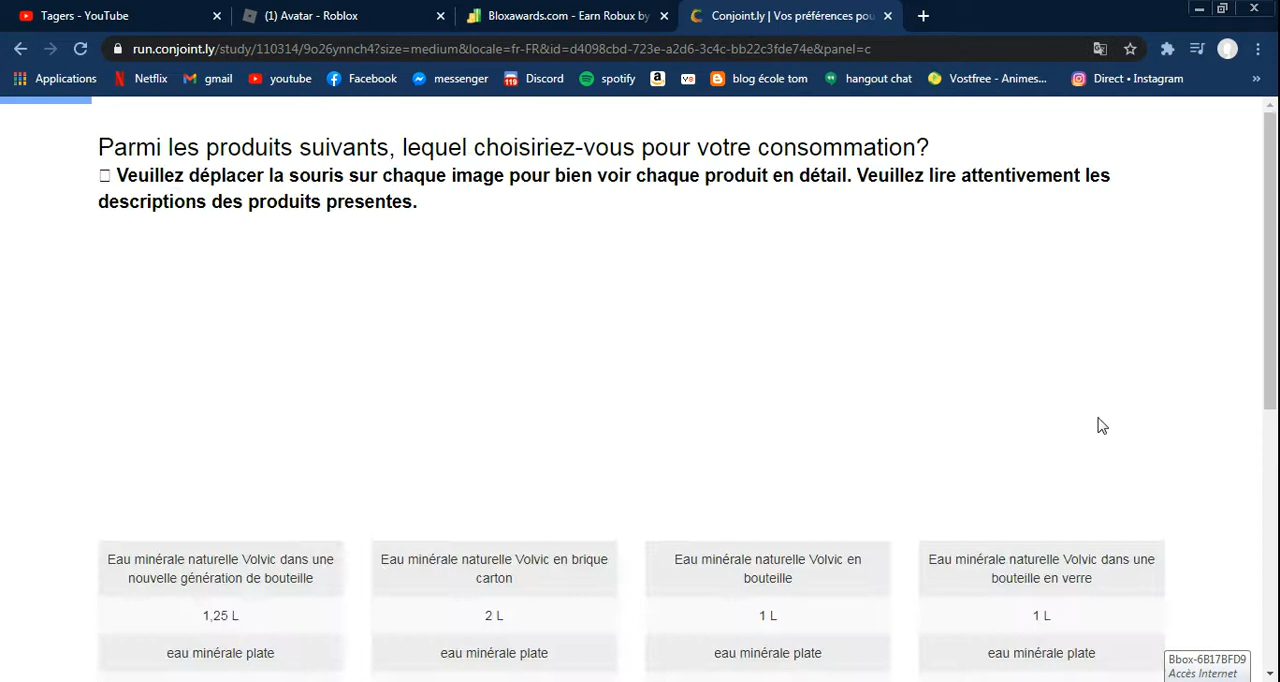 Tagers - YouTube
(1) Avatar - Roblox
Bloxawards.com - Earn Robux by
Conjoint.ly | Vos préférences pou
run.conjoint.ly/study/110314/9o26ynnch4?size=medium&locale=fr-FR&id=d4098cbd-723e-a2d6-3c4c-bb22c3fde74e&panel=c
Applications Netflix gmail youtube Facebook messenger Discord spotify blog école tom hangout chat Vostfree - Animes... Direct • Instagram »
Parmi les produits suivants, lequel choisiriez-vous pour votre consommation?
Veuillez déplacer la souris sur chaque image pour bien voir chaque produit en détail. Veuillez lire attentivement les
descriptions des produits presentes.
Eau minérale naturelle Volvic dans une
nouvelle génération de bouteille
1,25 L
eau minérale plate
Eau minérale naturelle Volvic en brique
carton
2 L
eau minérale plate
Eau minérale naturelle Volvic en
bouteille
1 L
eau minérale plate
Eau minérale naturelle Volvic dans une
bouteille en verre
1 L
eau minérale plate
Bbox-6B17BFD9
Accès Internet